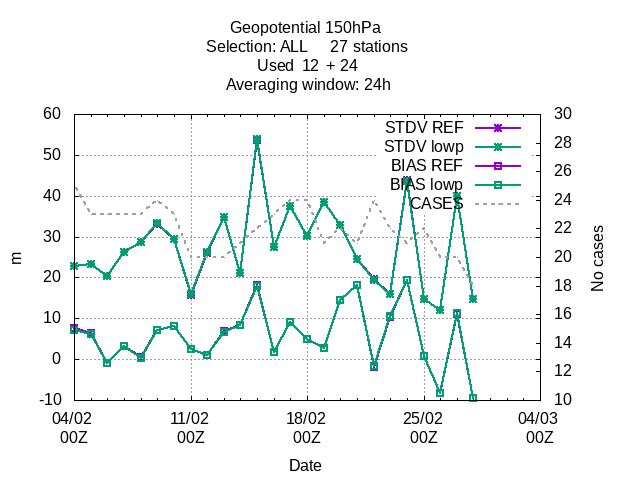 Geopotential 150hPa
Selection: ALL 27 stations
Used 12 + 24
Averaging window: 24h
60
50
40
30
20
10
0
-10
30
28
26
24
22
20
18
16
14
12
10
STDV REF
STDV lowp
BIAS REF
BIAS lowp
CASES
m
No cases
04/02 11/02 18/02 25/02 04/03
00Z 00Z 00Z 00Z 00Z
Date